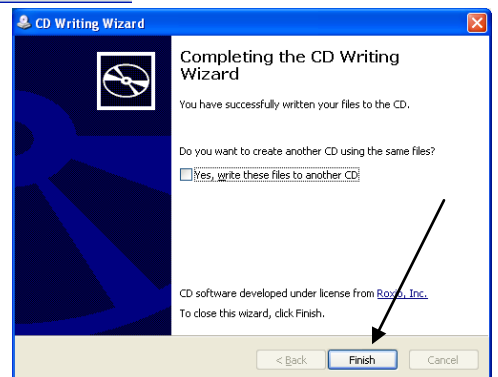 CD Writing Wizard
Completing the CD Writing
Wizard
You have successfully written your files to the CD.
Do you want to create another CD using the same files?
Yes, write these files to another CD
CD software developed under license from Roxio, Inc.
To close this wizard, click Finish.
< Back Finish Cancel